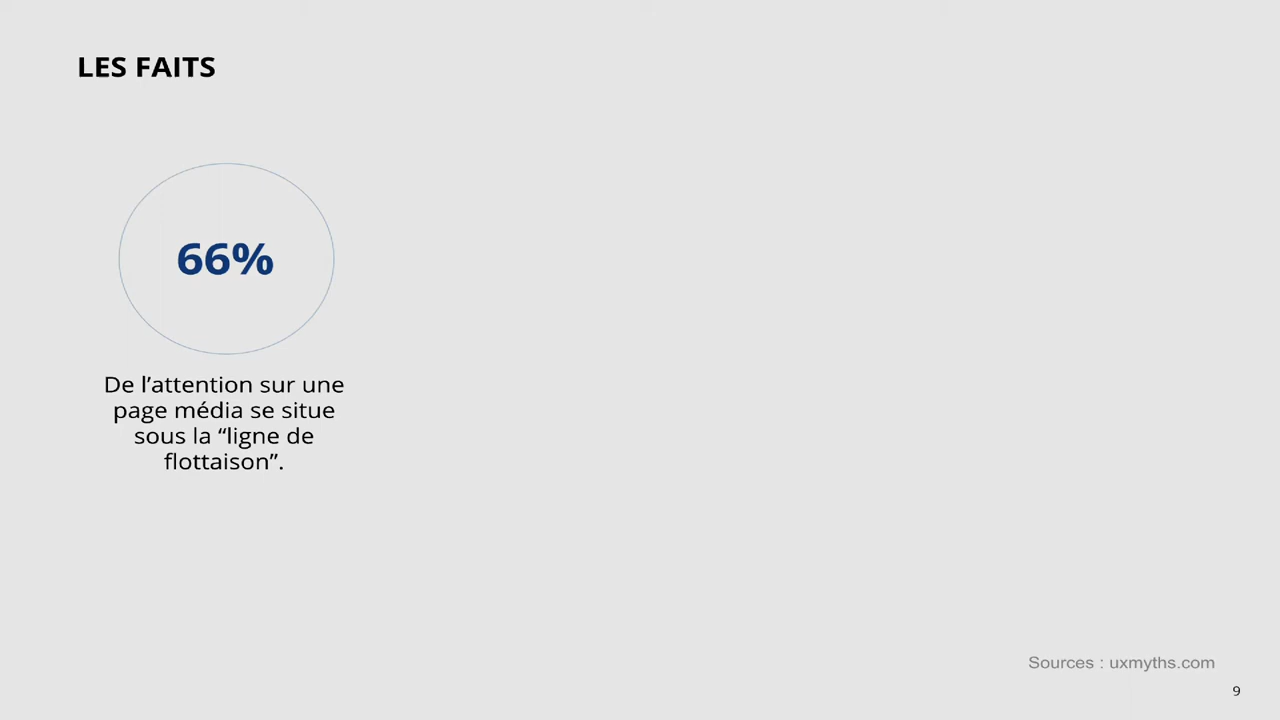 LES FAITS
66%
De l’attention sur une
page média se situe
sous la “ligne de
flottaison”.
Sources : uxmyths.com
9